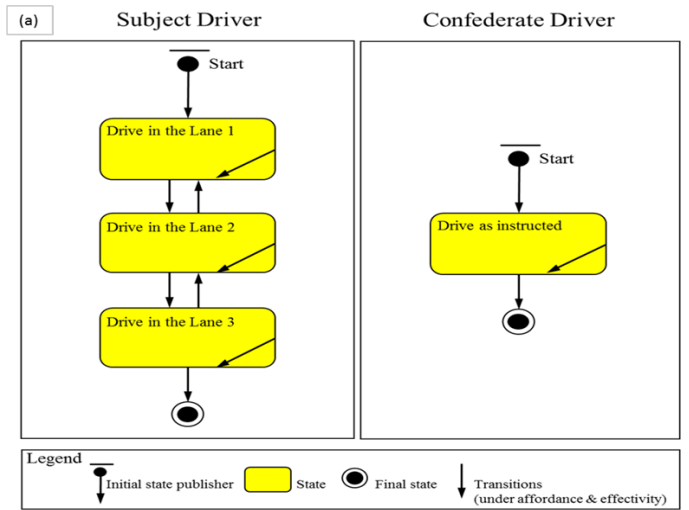 (a)
Subject Driver
Confederate Driver
Start
Drive in the Lane 1
Drive in the Lane 2
Drive in the Lane 3
Start
Drive as instructed
Legend
Initial state publisher
State
Final state
Transitions
(under affordance & effectivity)